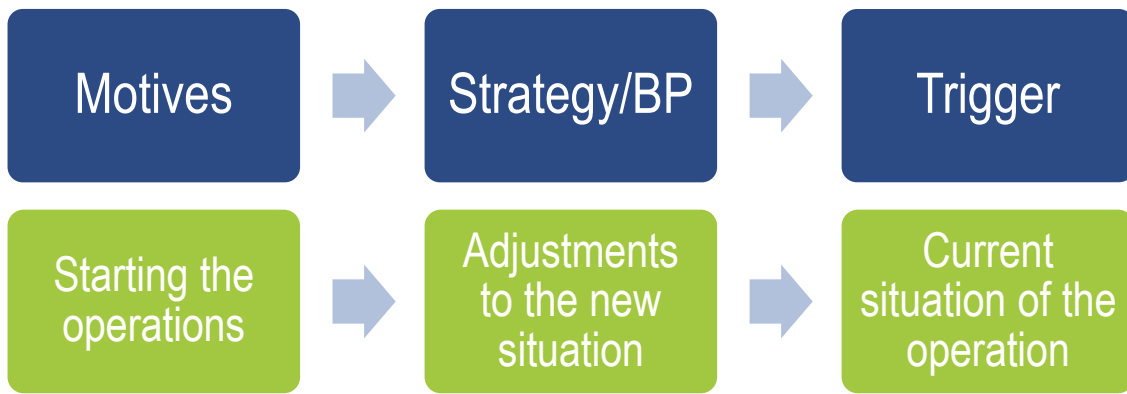 Motives
Strategy/BP
Trigger
Starting the
operations
Adjustments
to the new
situation
Current
situation of the
operation